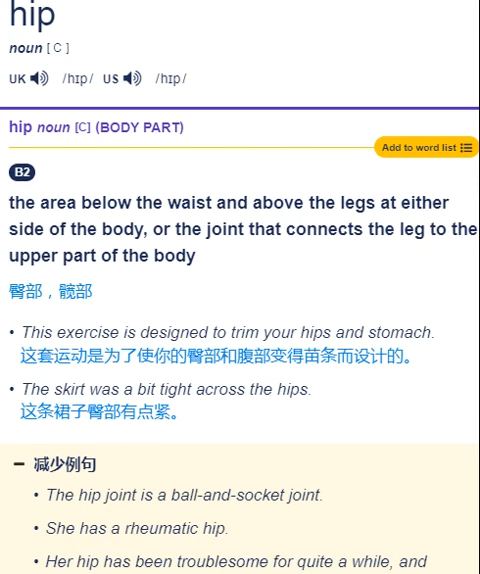 hip
noun [ C ]
UK /hɪp/ US /hɪp/
hip noun [C] (BODY PART)
Add to word list
B2
the area below the waist and above the legs at either
side of the body, or the joint that connects the leg to the
upper part of the body
臀部，髋部
• This exercise is designed to trim your hips and stomach.
这套运动是为了使你的臀部和腹部变得苗条而设计的。
• The skirt was a bit tight across the hips.
这条裙子臀部有点紧。
− 减少例句
• The hip joint is a ball-and-socket joint.
• She has a rheumatic hip.
• Her hip has been troublesome for quite a while, and